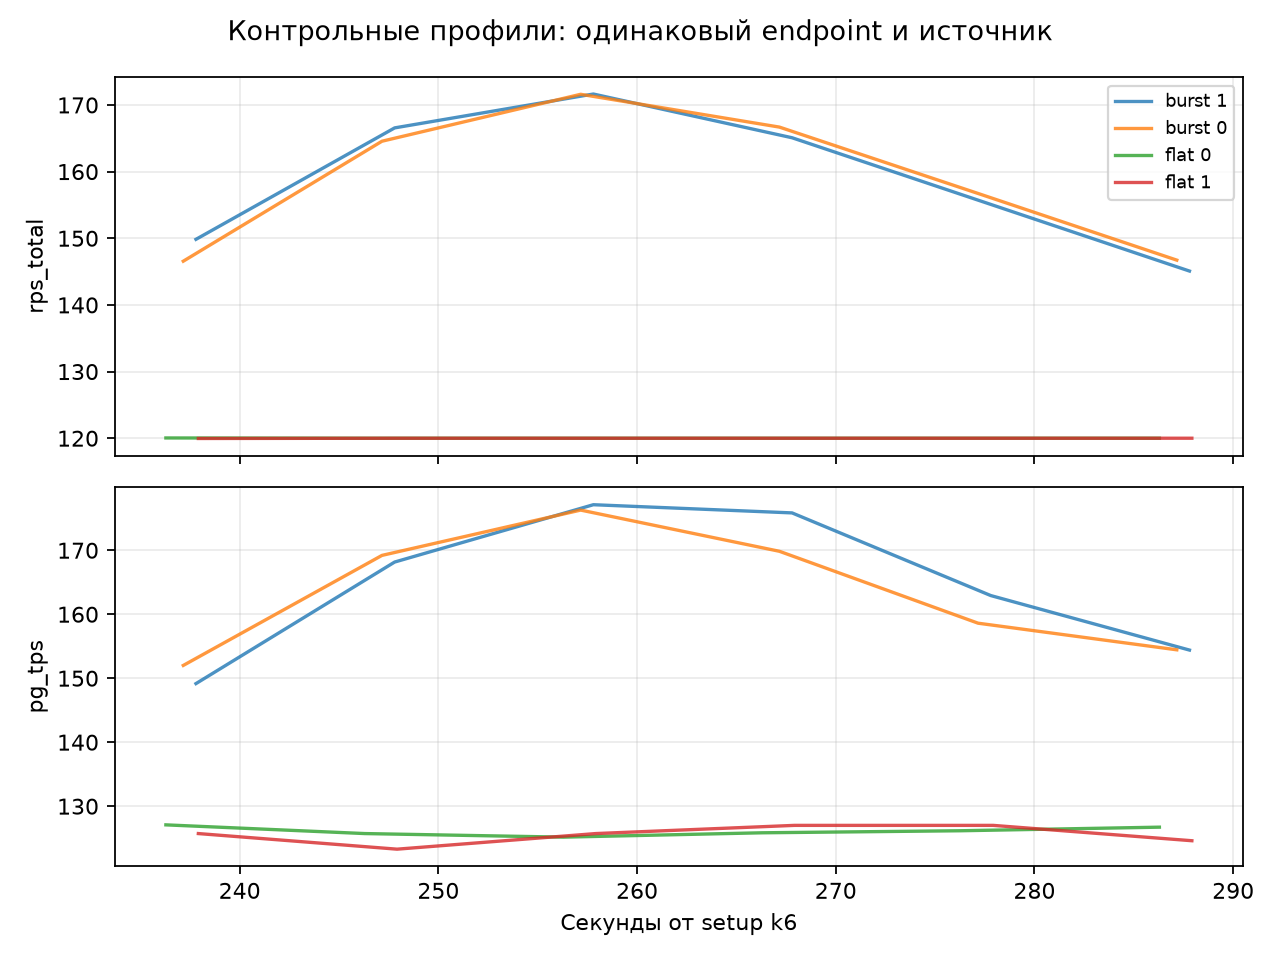 Контрольные профили: одинаковый endpoint и источник
170
160
150
140
130
120
rps_total
burst 1
burst 0
flat 0
flat 1
170
160
150
140
130
pg_tps
240
250
260
270
280
290
Секунды от setup k6